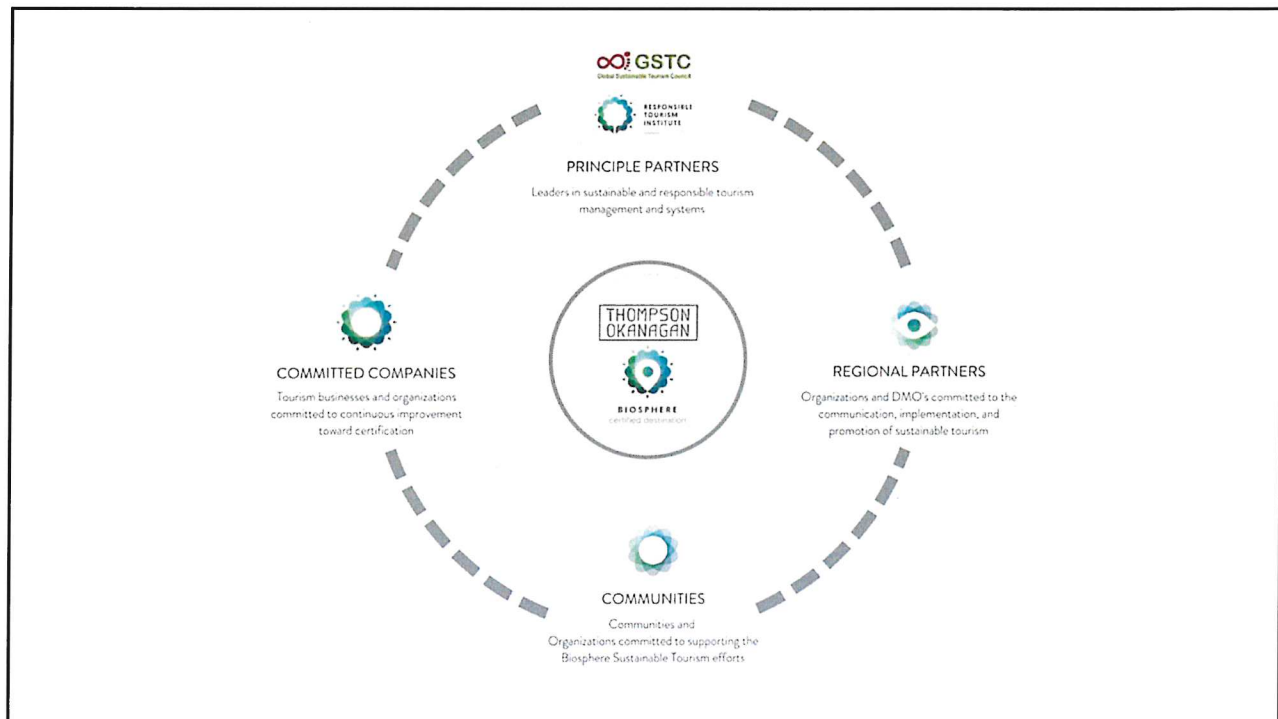 GSTC
Global Sustainable Tourism Council
RESPONSIBLE
TOURISM
INSTITUTE
PRINCIPLE PARTNERS
Leaders in sustainable and responsible tourism
management and systems
THOMPSON
OKANAGAN
BIOSPHERE
certified destination
COMMITTED COMPANIES
Tourism businesses and organizations
committed to continuous improvement
toward certification
REGIONAL PARTNERS
Organizations and DMO's committed to the
communication, implementation, and
promotion of sustainable tourism
COMMUNITIES
Communities and
Organizations committed to supporting the
Biosphere Sustainable Tourism efforts